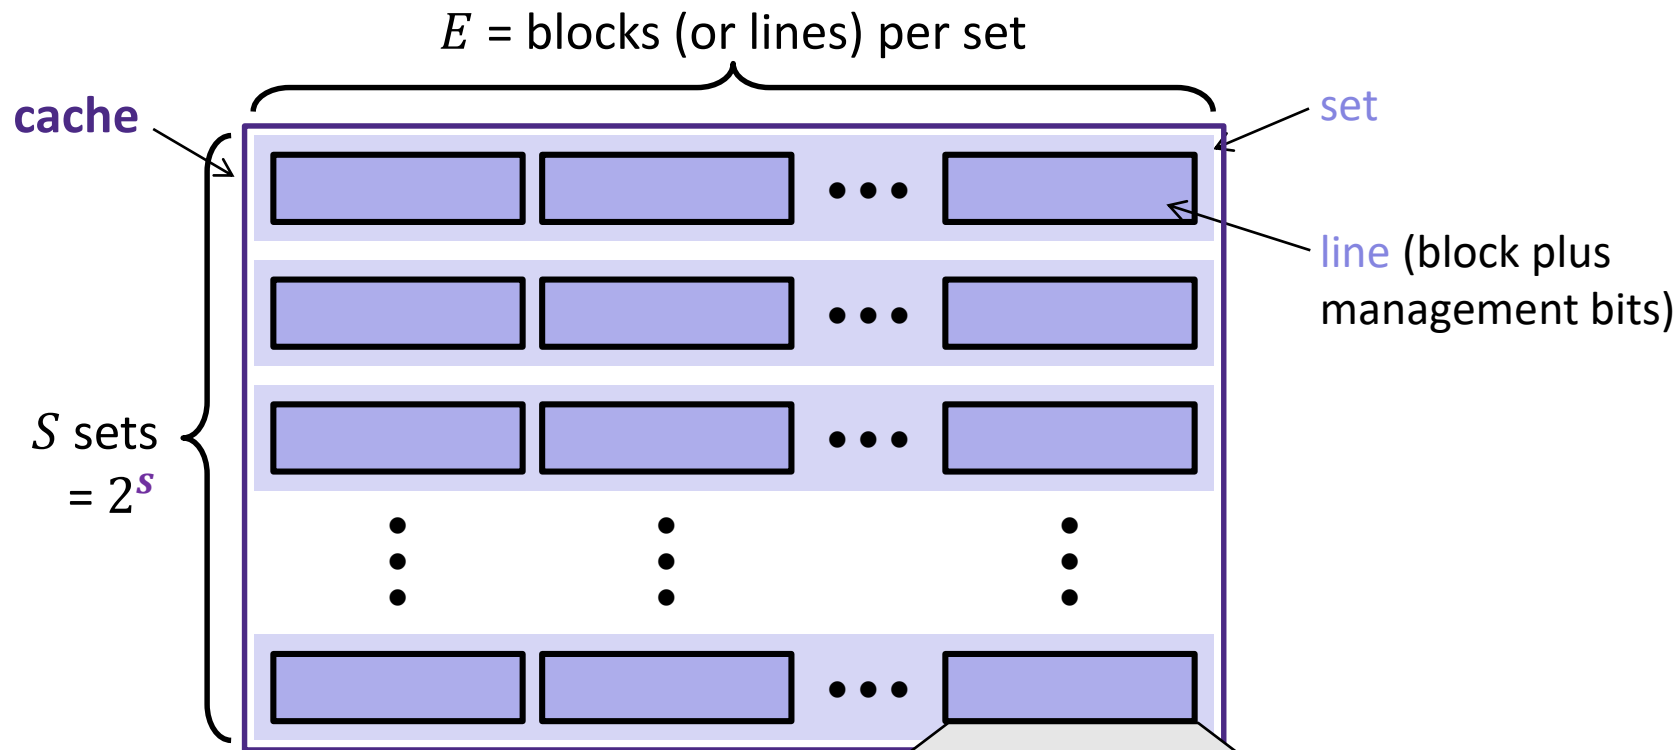 E = blocks (or lines) per set
cache
set
line (block plus
management bits)
S sets
= 2^s